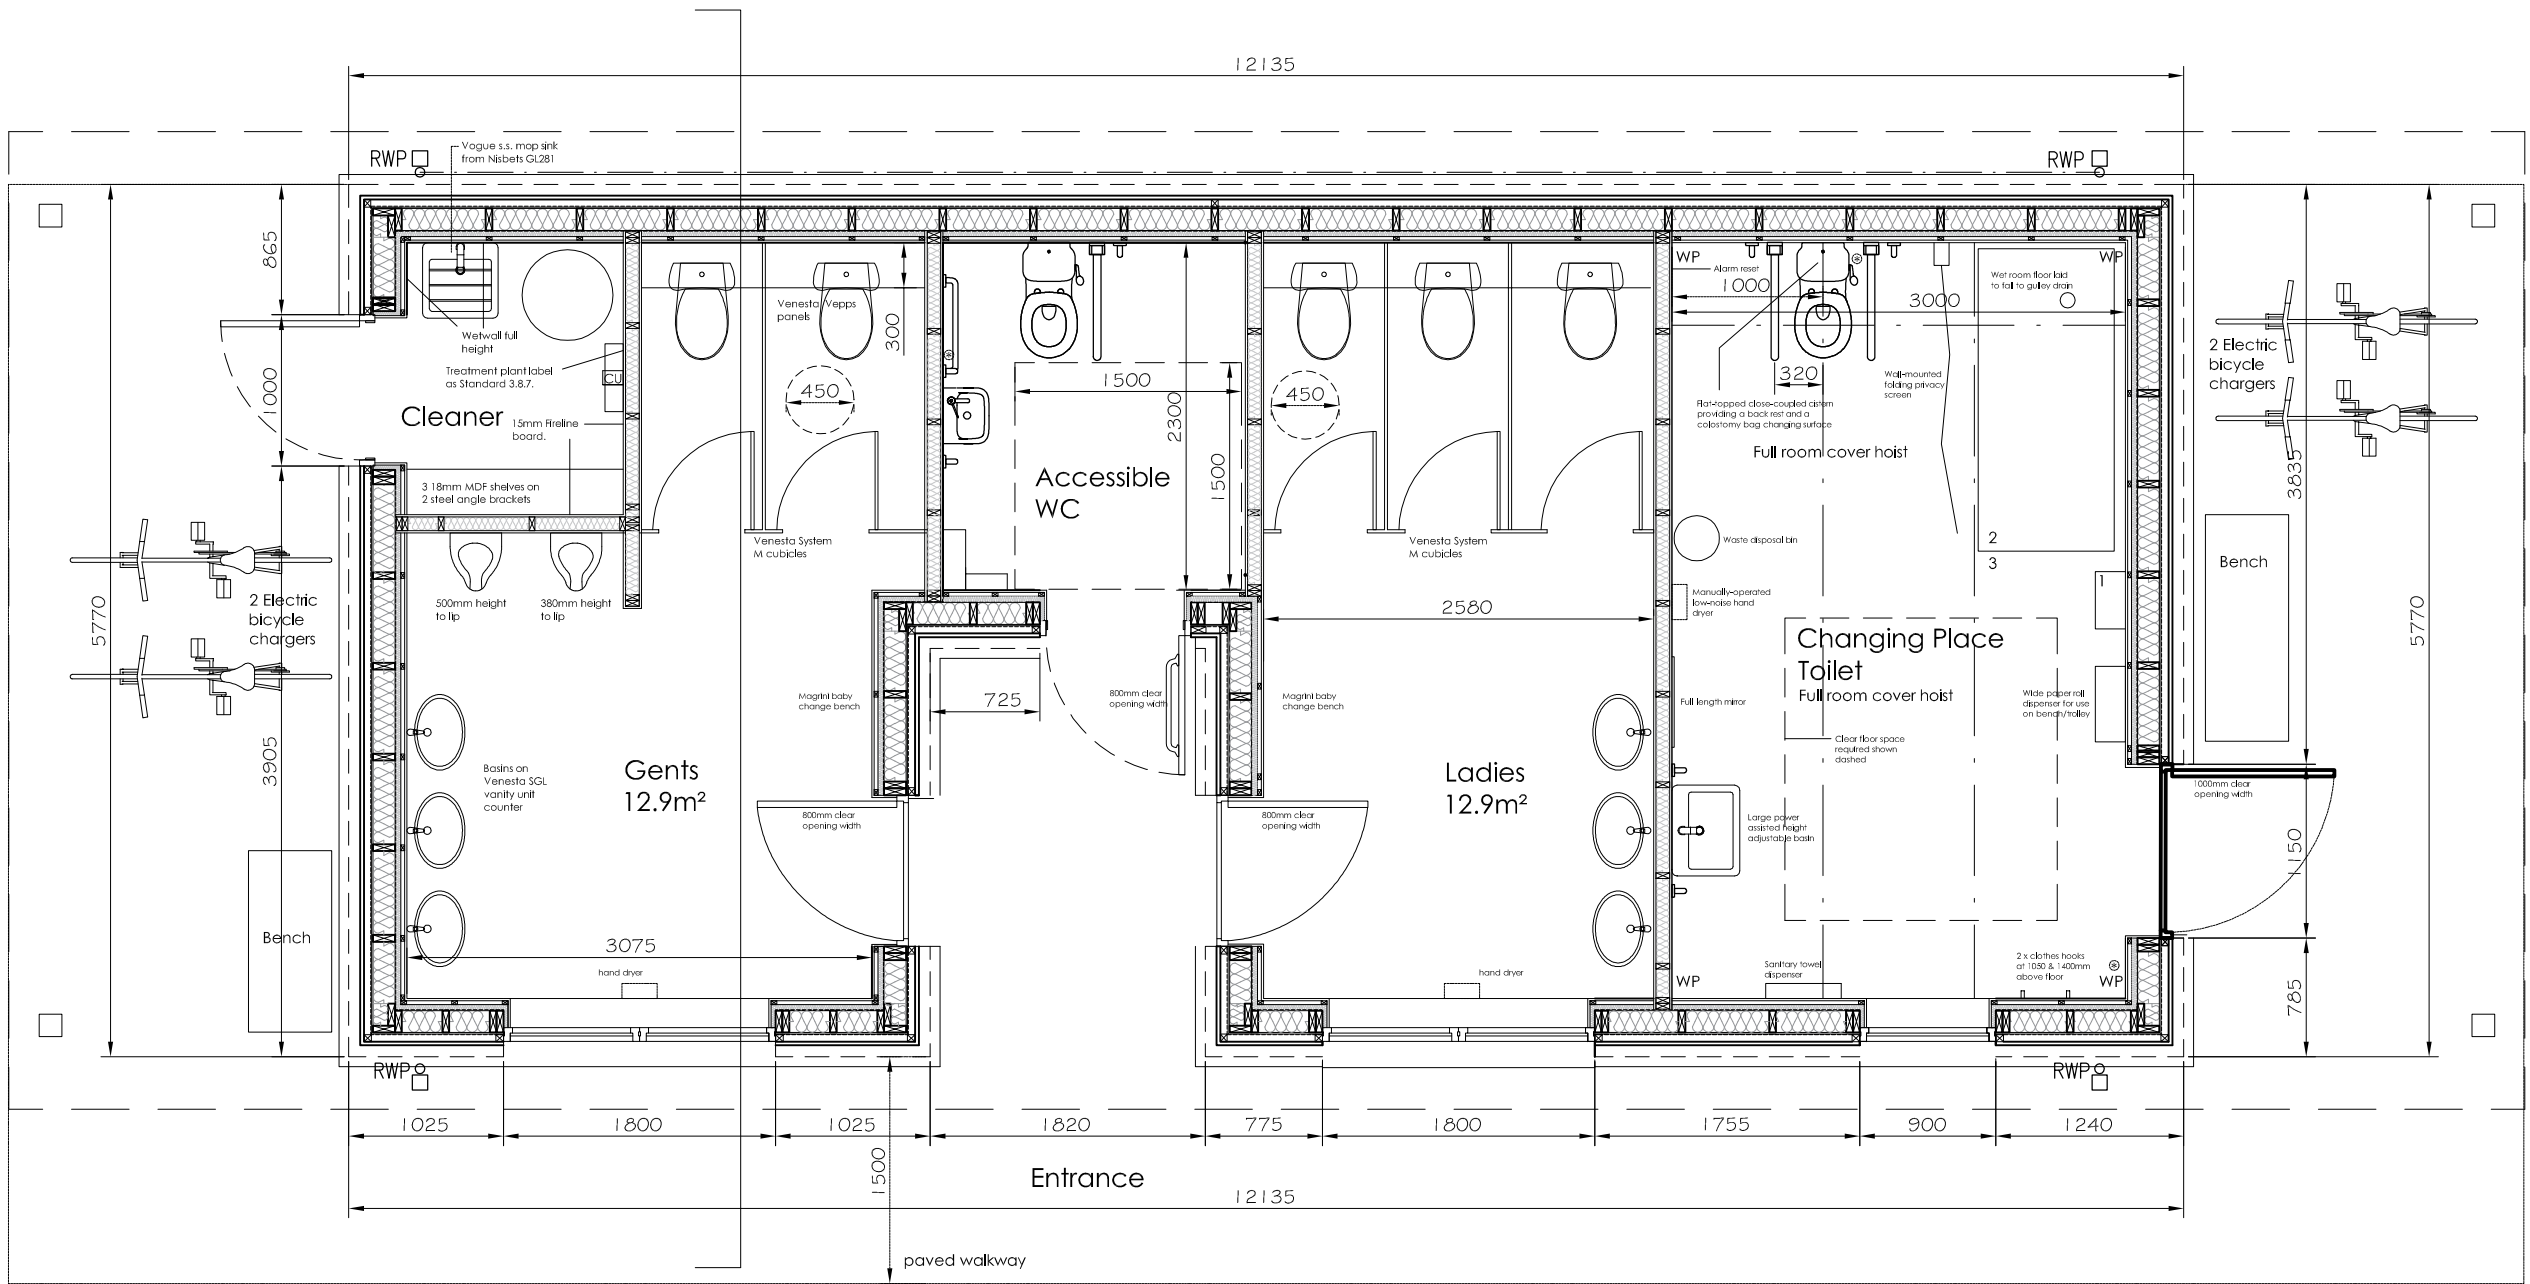 12135
RWP
Vogue s.s. mop sink
from Nisbets GL281
RWP
865
5770
1000
3905
Wetwall full
height
Treatment plant label
as Standard 3.8.7.
CU
Cleaner
15mm Fireline
board.
3 18mm MDF shelves on
2 steel angle brackets
Venesta Vepps
panels
300
450
Venesta System
M cubicles
500mm height
to lip
380mm height
to lip
2 Electric
bicycle
chargers
Bench
Basins on
Venesta SGL
vanity unit
counter
Gents
12.9m²
Magrini baby
change bench
800mm clear
opening width
3075
hand dryer
1500
2300
1500
Accessible
WC
725
800mm clear
opening width
450
Venesta System
M cubicles
2580
Magrini baby
change bench
Ladies
12.9m²
800mm clear
opening width
hand dryer
WP
Alarm reset
1000
3000
WP
Wet room floor laid
to fall to gulley drain
320
Wall-mounted
folding privacy
screen
Flat-topped close-coupled cistern
providing a back rest and a
colostomy bag changing surface
Full room cover hoist
Waste disposal bin
2
3
1
Manually-operated
low-noise hand
dryer
Changing Place
Toilet
Full room cover hoist
Full length mirror
Wide paper roll
dispenser for use
on bench/trolley
Clear floor space
required shown
dashed
Large power
assisted height
adjustable basin
WP
Sanitary towel
dispenser
2 x clothes hooks
at 1050 & 1400mm
above floor
WP
2 Electric
bicycle
chargers
3835
Bench
5770
1000mm clear
opening width
1150
785
RWP
RWP
1025
1800
1025
1820
775
1800
1755
900
1240
1500
Entrance
12135
paved walkway